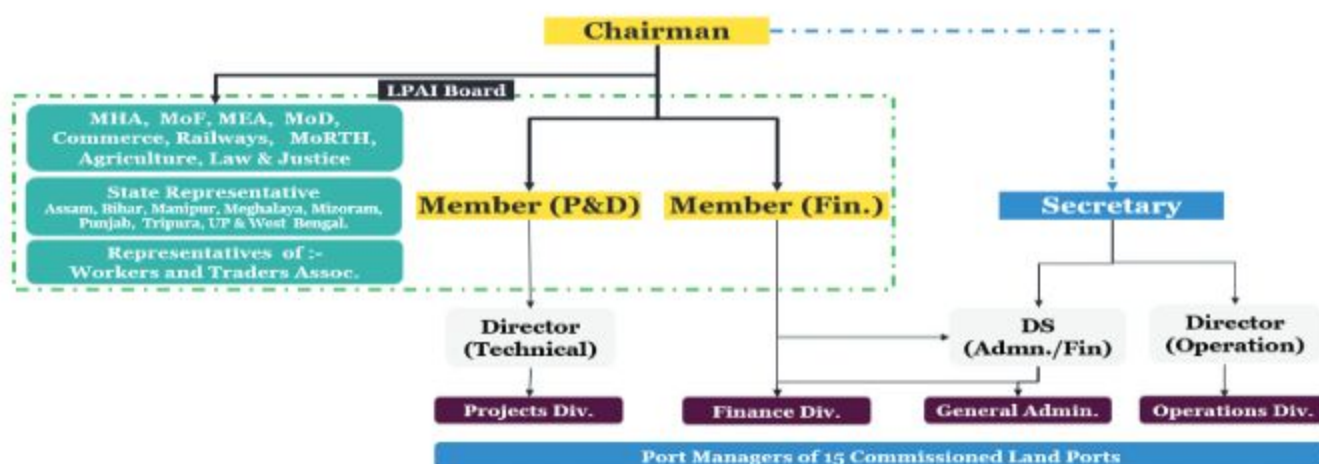 Chairman
LPAI Board
MHA, MoF, MEA, MoD,
Commerce, Railways, MoRTH,
Agriculture, Law & Justice
State Representative
Assam, Bihar, Manipur, Meghalaya, Mizoram,
Punjab, Tripura, UP & West Bengal.
Representatives of :-
Workers and Traders Assoc.
Member (P&D)
Member (Fin.)
Secretary
Director
(Technical)
DS
(Admn./Fin)
Director
(Operation)
Projects Div.
Finance Div.
General Admin.
Operations Div.
Port Managers of 15 Commissioned Land Ports